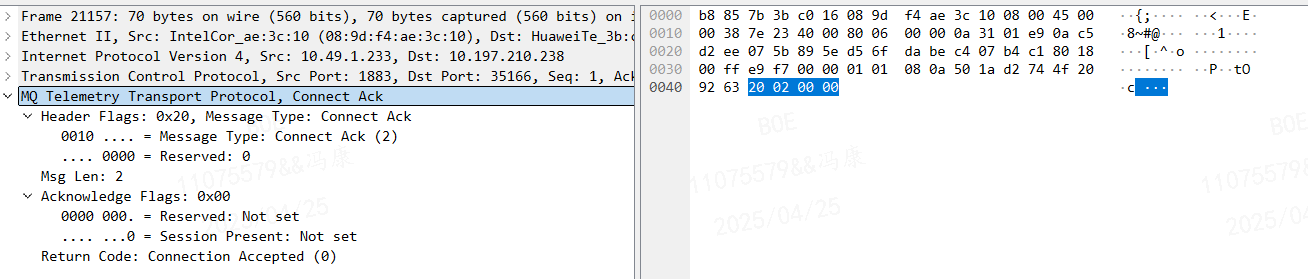 Frame 21157: 70 bytes on wire (560 bits), 70 bytes captured (560 bits) on i
Ethernet II, Src: IntelCor_ae:3c:10 (08:9d:f4:ae:3c:10), Dst: HuaweiTe_3b:c
Internet Protocol Version 4, Src: 10.49.1.233, Dst: 10.197.210.238
Transmission Control Protocol, Src Port: 1883, Dst Port: 35166, Seq: 1, Ack
MQ Telemetry Transport Protocol, Connect Ack
Header Flags: 0x20, Message Type: Connect Ack
0010 .... = Message Type: Connect Ack (2)
.... 0000 = Reserved: 0
Msg Len: 2
Acknowledge Flags: 0x00
0000 000. = Reserved: Not set
.... ...0 = Session Present: Not set
Return Code: Connection Accepted (0)
0000 b8 85 7b 3b c0 16 08 9d f4 ae 3c 10 08 00 45 00 ··{;···· ··<···E·
0010 00 38 7e 23 40 00 80 06 00 00 0a 31 01 e9 0a c5 ·8~#@··· ···1····
0020 d2 ee 07 5b 89 5e d5 6f da be c4 07 b4 c1 80 18 ···[·^·o ········
0030 00 ff e9 f7 00 00 01 01 08 0a 50 1a d2 74 4f 20 ········ ··P··tO
0040 92 63 20 02 00 00 ·c ···
BOE
11075579&&冯康
2025/04/25
BOE
11075579&&冯康
2025/04/25
11075579&
2025/04/25